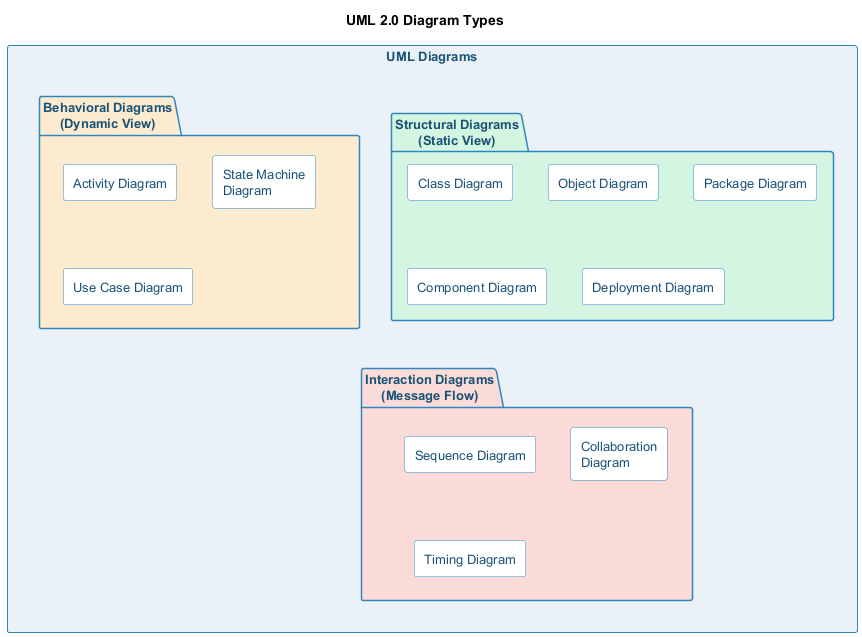 UML 2.0 Diagram Types
UML Diagrams
Behavioral Diagrams
(Dynamic View)
Activity Diagram
State Machine
Diagram
Use Case Diagram
Structural Diagrams
(Static View)
Class Diagram
Object Diagram
Package Diagram
Component Diagram
Deployment Diagram
Interaction Diagrams
(Message Flow)
Sequence Diagram
Collaboration
Diagram
Timing Diagram